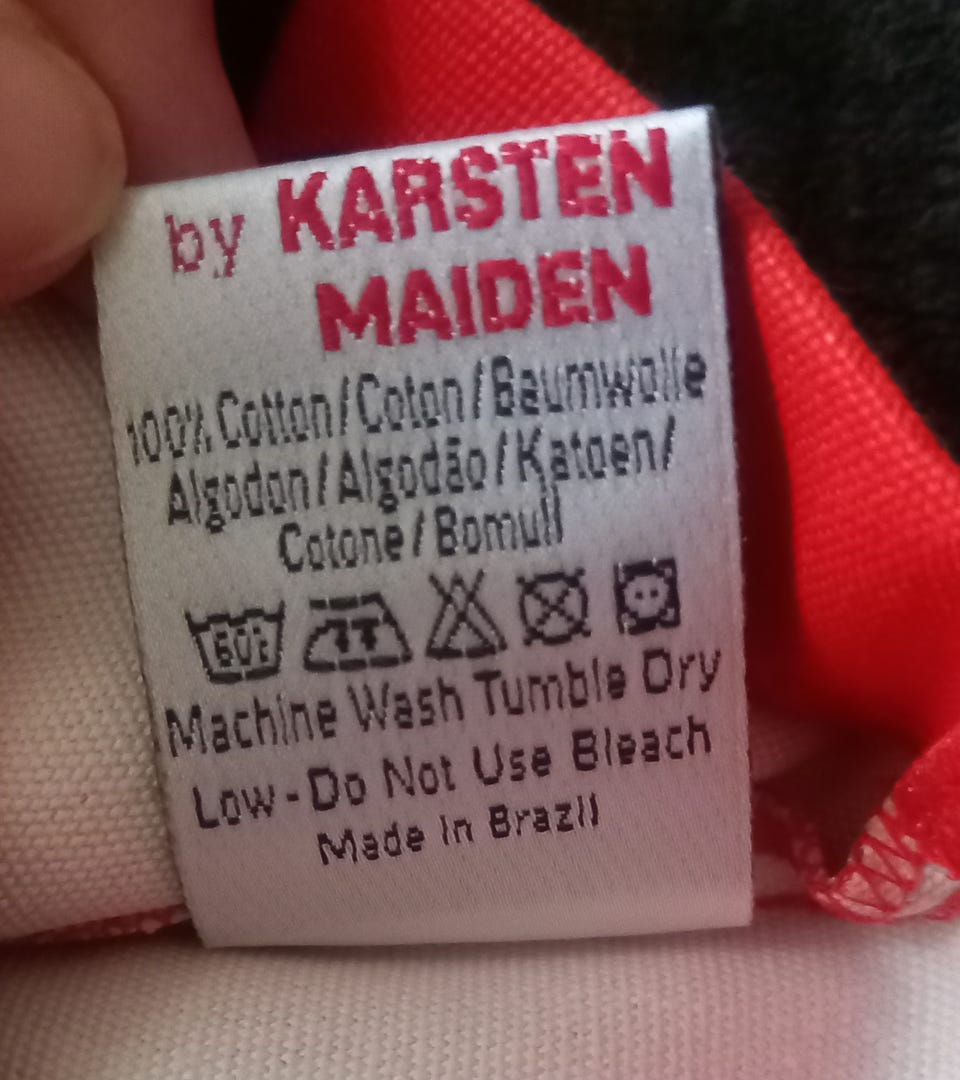 by KARSTEN
MAIDEN
100% Cotton/Coton/Baumwolle
Algodon/Algodão/Katoen/
Cotone/Bomull
60
Machine Wash Tumble Dry
Low-Do Not Use Bleach
Made in Brazil